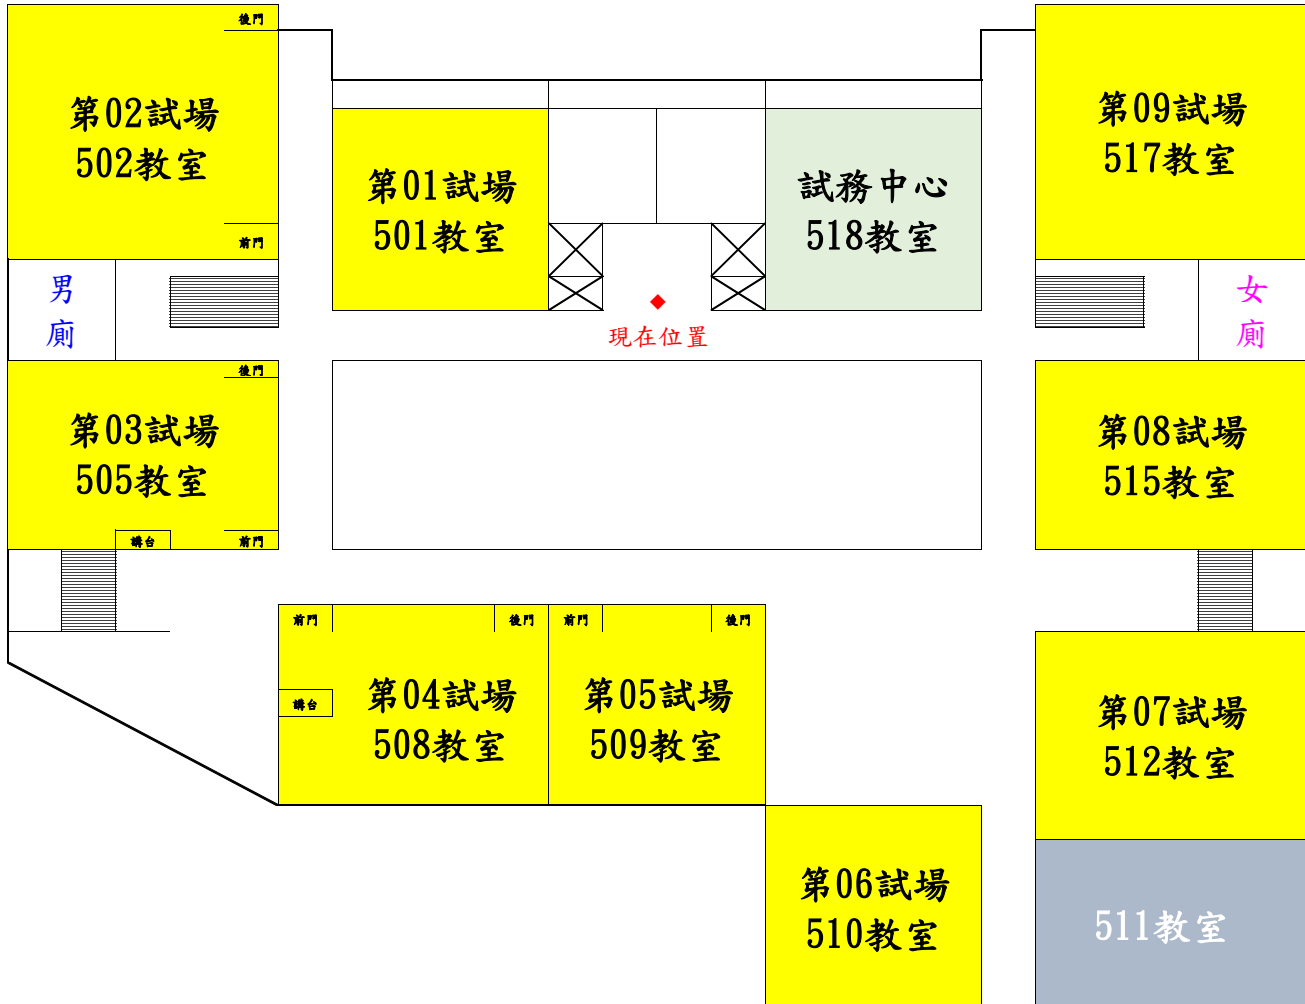 後門
第02試場
502教室
前門
第01試場
501教室
試務中心
518教室
第09試場
517教室
男
廁
現在位置
女
廁
後門
第03試場
505教室
講台
前門
第08試場
515教室
前門
後門
講台
第04試場
508教室
前門
後門
第05試場
509教室
第07試場
512教室
第06試場
510教室
511教室